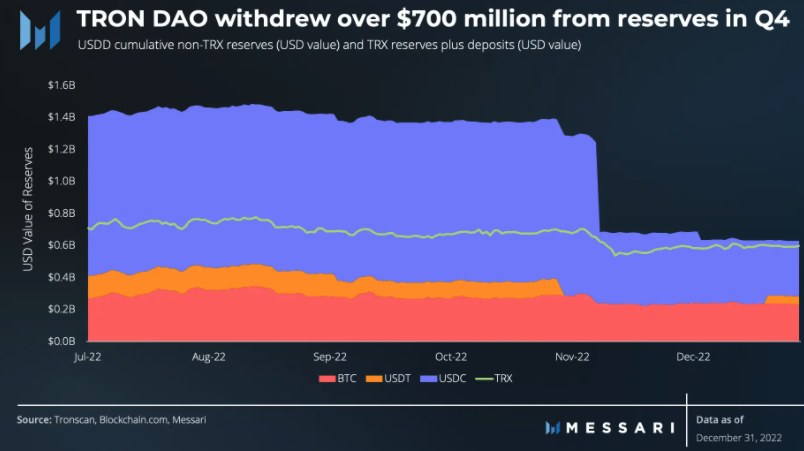 TRON DAO withdrew over $700 million from reserves in Q4
USDD cumulative non-TRX reserves (USD value) and TRX reserves plus deposits (USD value)
USD Value of Reserves
$1.6B
$1.4B
$1.2B
$1.0B
$0.8B
$0.6B
$0.4B
$0.2B
$0.0B
Jul-22 Aug-22 Sep-22 Oct-22 Nov-22 Dec-22
BTC USDT USDC TRX
Source: Tronscan, Blockchain.com, Messari
MESSARI
Data as of
December 31, 2022